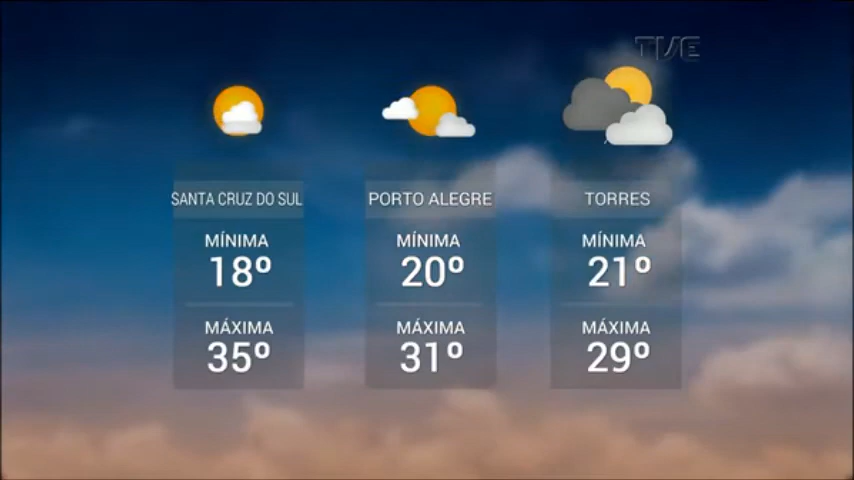 TVE
SANTA CRUZ DO SUL
MÍNIMA
18º
MÁXIMA
35º
PORTO ALEGRE
MÍNIMA
20º
MÁXIMA
31º
TORRES
MÍNIMA
21º
MÁXIMA
29º